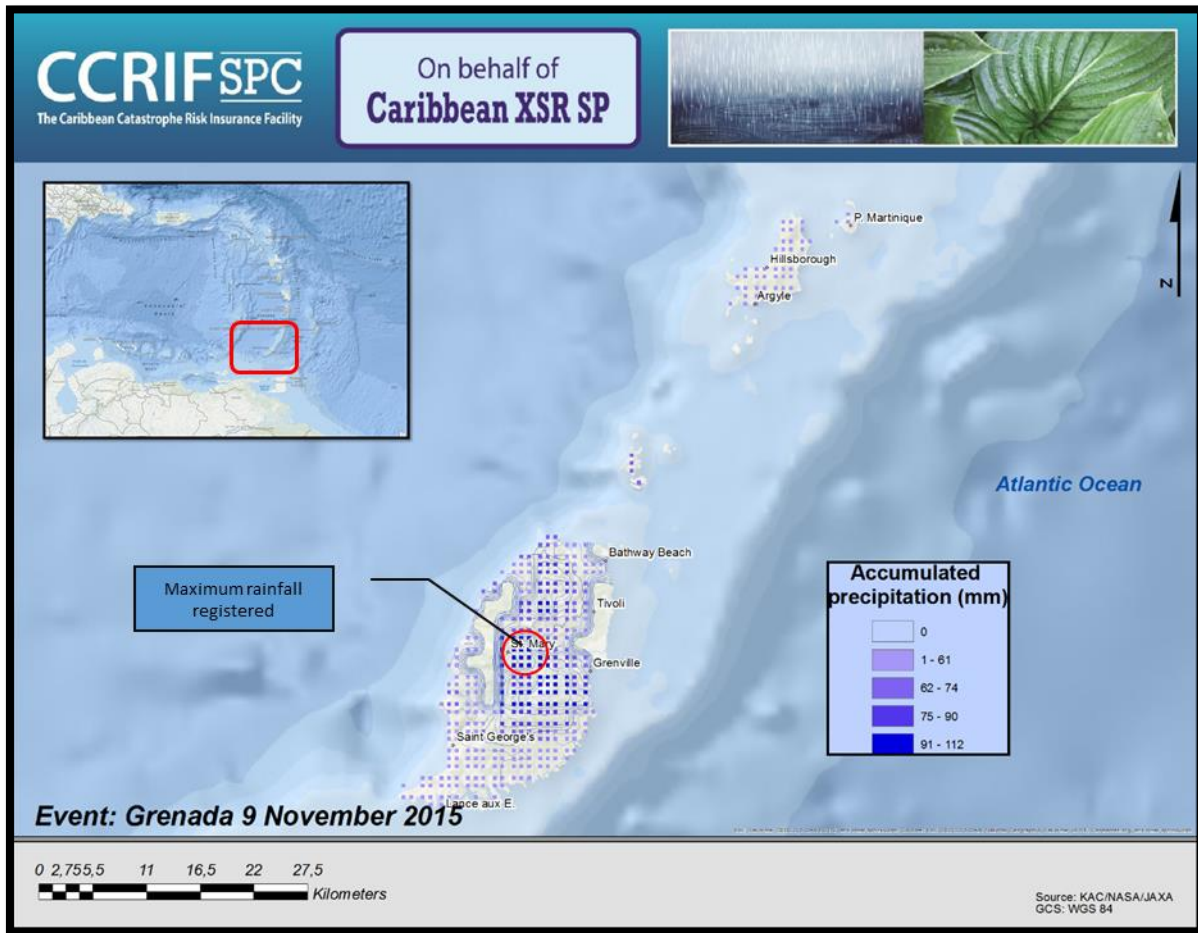 CCRIF SPC
The Caribbean Catastrophe Risk Insurance Facility
On behalf of
Caribbean XSR SP
P. Martinique
Hillsborough
Argyle
N
Atlantic Ocean
Bathway Beach
Maximum rainfall
registered
Tivoli
St. Mary
Grenville
Saint George's
Lance aux E.
Accumulated
precipitation (mm)
0
1 - 61
62 - 74
75 - 90
91 - 112
Event: Grenada 9 November 2015
0 2,755,5 11 16,5 22 27,5
Kilometers
Source: KAC/NASA/JAXA
GCS: WGS 84